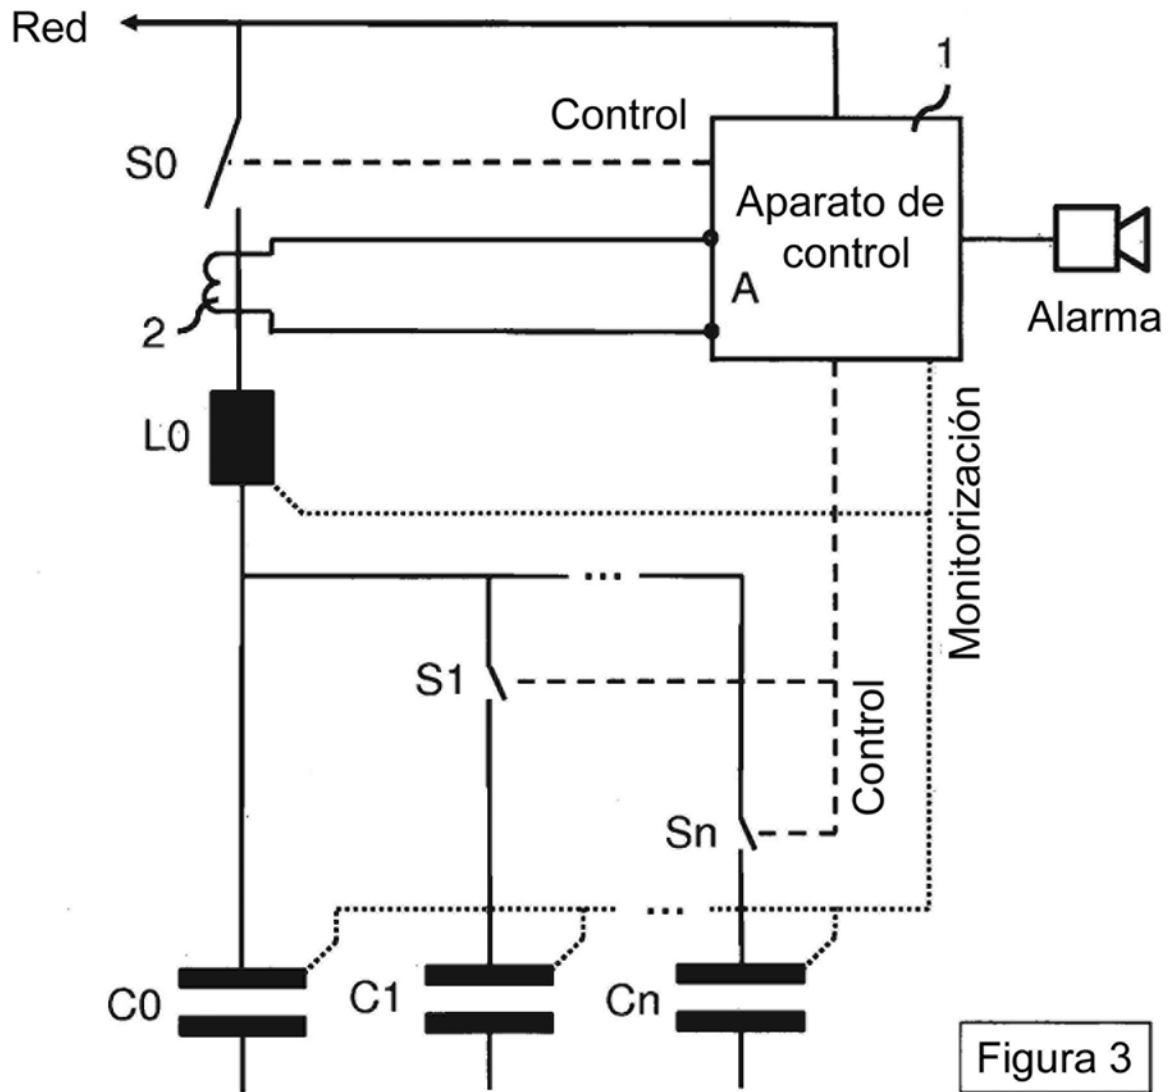 Red
1
Control
S0
Aparato de
control
A
Alarma
2
L0
Monitorización
...
S1
Control
Sn
...
C0
C1
Cn
Figura 3